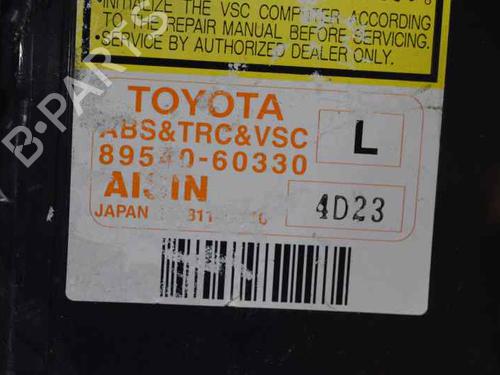 INITIALIZE THE VSC COMPUTER ACCORDING
TO THE REPAIR MANUAL BEFORE SERVICING.
•SERVICE BY AUTHORIZED DEALER ONLY.
TOYOTA
ABS&TRC&VSC
L
89540-60330
AISIN
4D23
JAPAN
B-PARTS